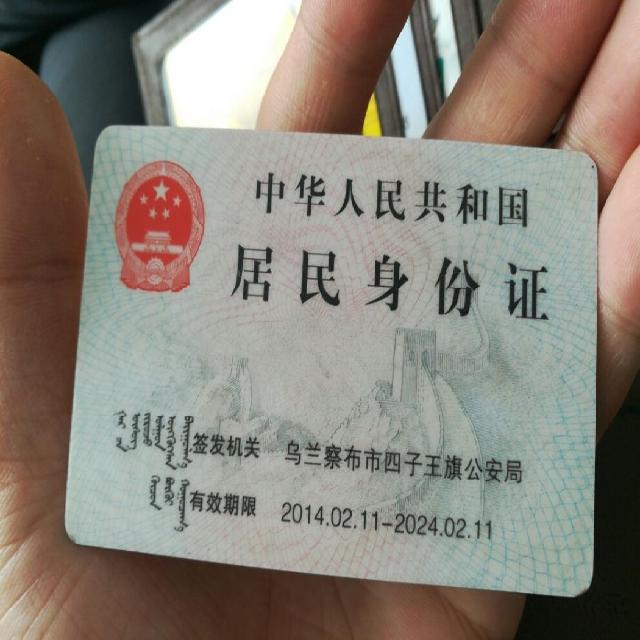 中华人民共和国
居民身份证
签发机关 乌兰察布市四子王旗公安局
有效期限 2014.02.11-2024.02.11